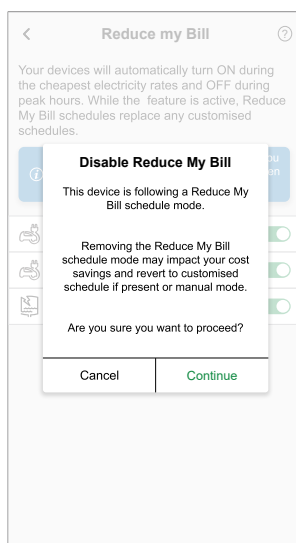 Reduce my Bill
Your devices will automatically turn ON during
the cheapest electricity rates and OFF during
peak hours. While the feature is active, Reduce
My Bill schedules replace any customised
schedules.
Disable Reduce My Bill
This device is following a Reduce My
Bill schedule mode.
Removing the Reduce My Bill
schedule mode may impact your cost
savings and revert to customised
schedule if present or manual mode.
Are you sure you want to proceed?
Cancel
Continue